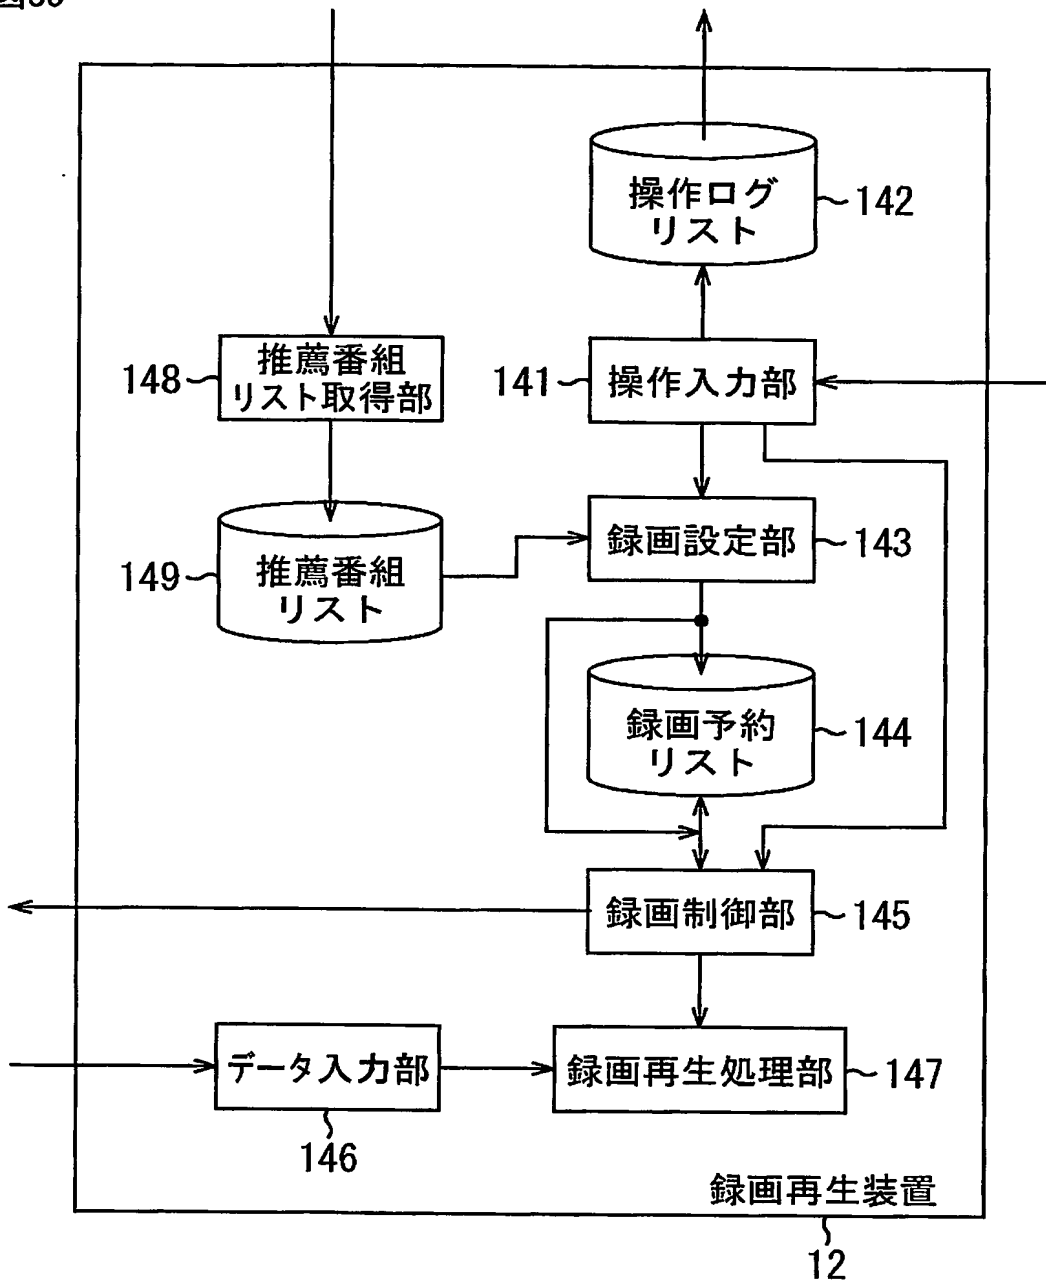 操作ログ
リスト
142
推薦番組
リスト取得部
148
141
操作入力部
録画設定部
143
149
推薦番組
リスト
録画予約
リスト
144
録画制御部
145
データ入力部
146
録画再生処理部
147
録画再生装置
12